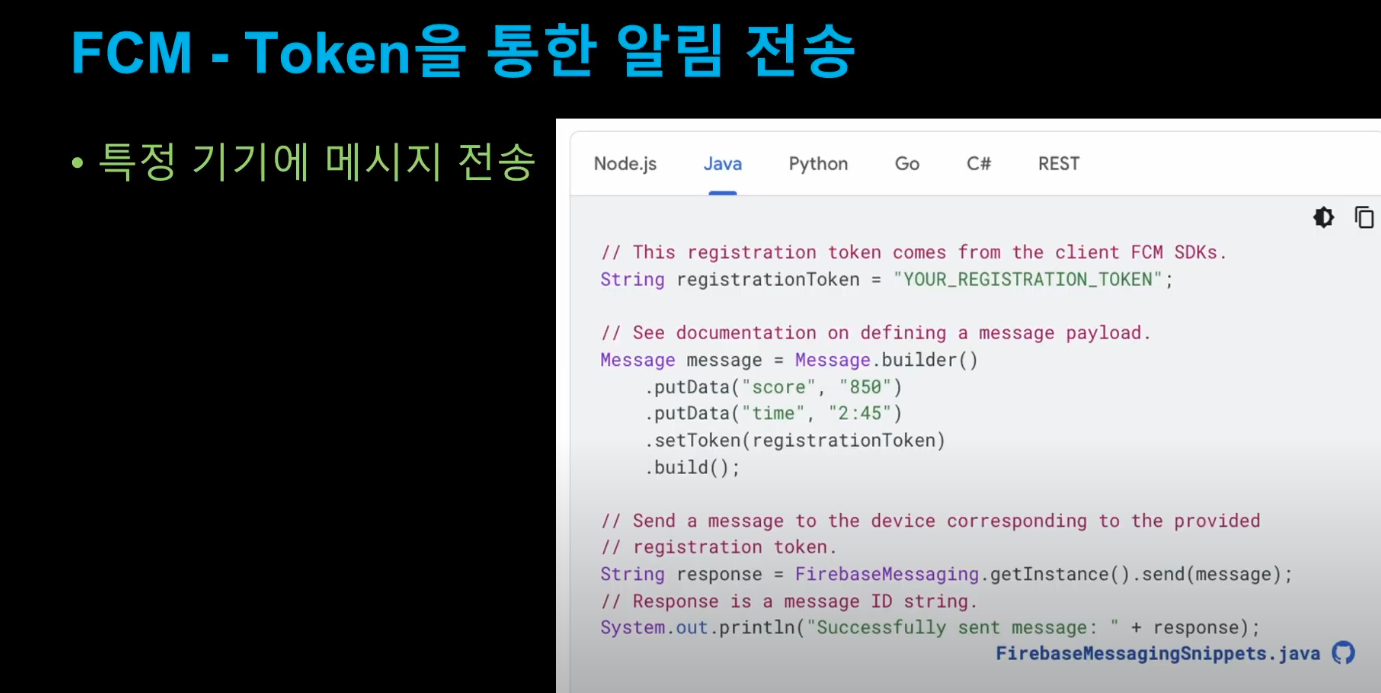 FCM - Token을 통한 알림 전송
• 특정 기기에 메시지 전송
Node.js Java Python Go C# REST
// This registration token comes from the client FCM SDKs.
String registrationToken = "YOUR_REGISTRATION_TOKEN";
// See documentation on defining a message payload.
Message message = Message.builder()
.putData("score", "850")
.putData("time", "2:45")
.setToken(registrationToken)
.build();
// Send a message to the device corresponding to the provided
// registration token.
String response = FirebaseMessaging.getInstance().send(message);
// Response is a message ID string.
System.out.println("Successfully sent message: " + response);
FirebaseMessagingSnippets.java